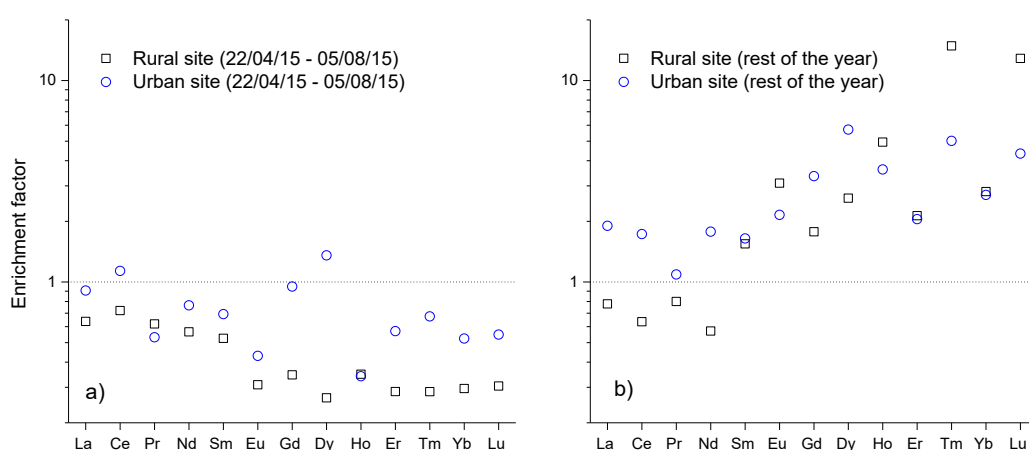 Rural site (22/04/15 - 05/08/15)
Urban site (22/04/15 - 05/08/15)
10
1
Enrichment factor
a)
La Ce Pr Nd Sm Eu Gd Dy Ho Er Tm Yb Lu
Rural site (rest of the year)
Urban site (rest of the year)
10
1
b)
La Ce Pr Nd Sm Eu Gd Dy Ho Er Tm Yb Lu